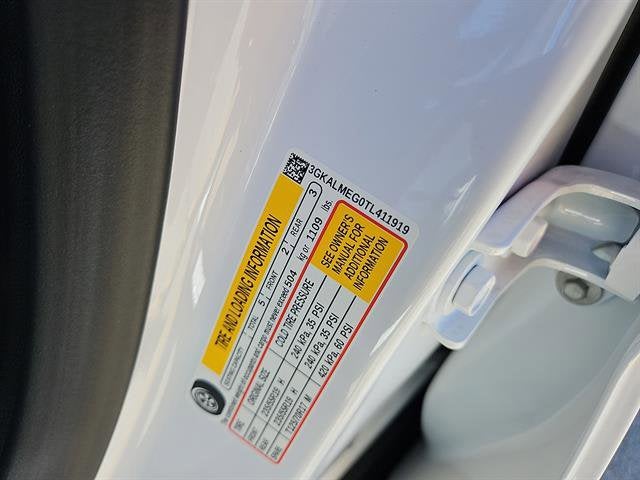 3GKALMEG0TL411919
TIRE AND LOADING INFORMATION
SEATING CAPACITY TOTAL 5 FRONT 2 REAR 3
The combined weight of occupants and cargo must never exceed 504 kg or 1109 lbs.
TIRE ORIGINAL SIZE COLD TIRE PRESSURE
FRONT 235/55R19 H 240 kPa, 35 PSI
REAR 235/55R19 H 240 kPa, 35 PSI
SPARE T125/70R17 M 420 kPa, 60 PSI
SEE OWNER'S
MANUAL FOR
ADDITIONAL
INFORMATION